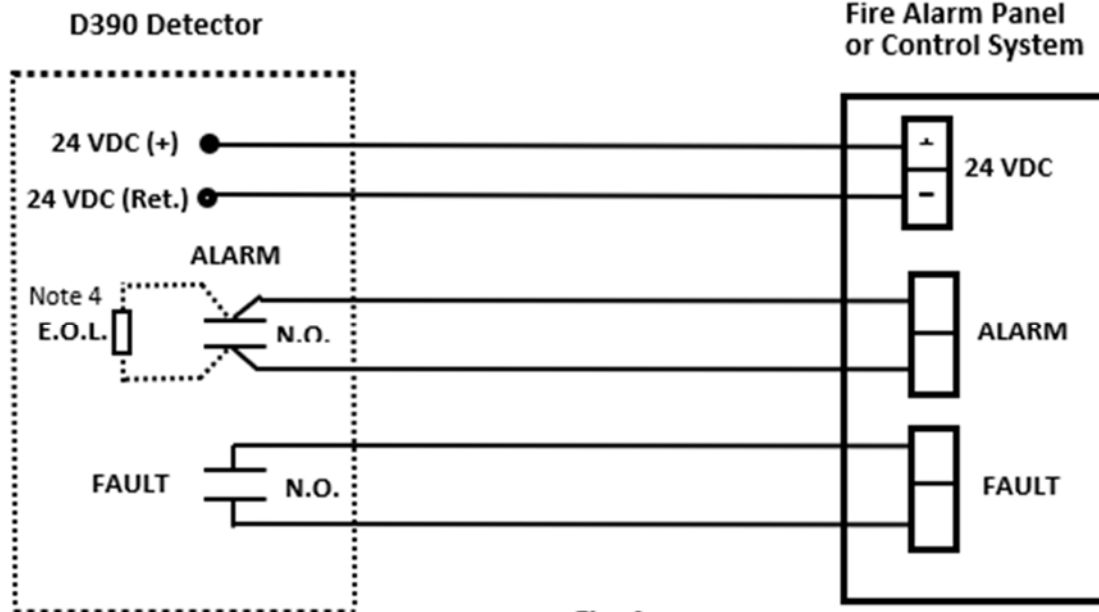 D390 Detector
Fire Alarm Panel
or Control System
24 VDC (+)
24 VDC (Ret.)
+
-
24 VDC
ALARM
Note 4
E.O.L.
N.O.
ALARM
FAULT
N.O.
FAULT